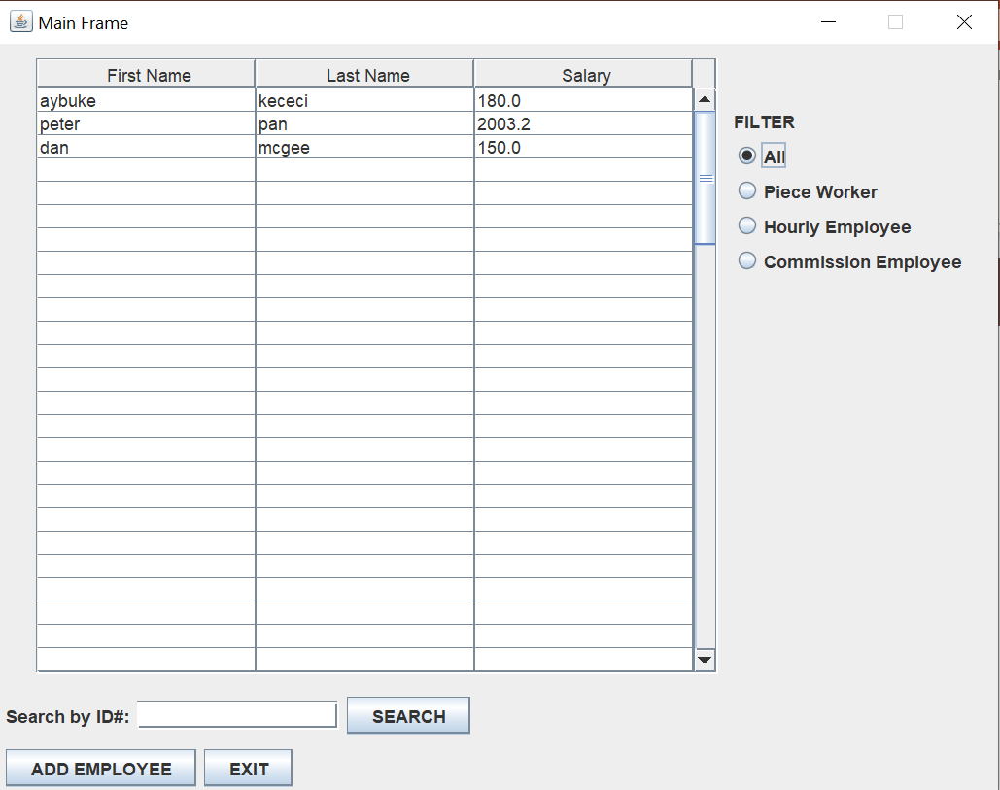 Main Frame
First Name Last Name Salary
aybuke kececi 180.0
peter pan 2003.2
dan mcgee 150.0
FILTER
All
Piece Worker
Hourly Employee
Commission Employee
Search by ID#: SEARCH
ADD EMPLOYEE EXIT